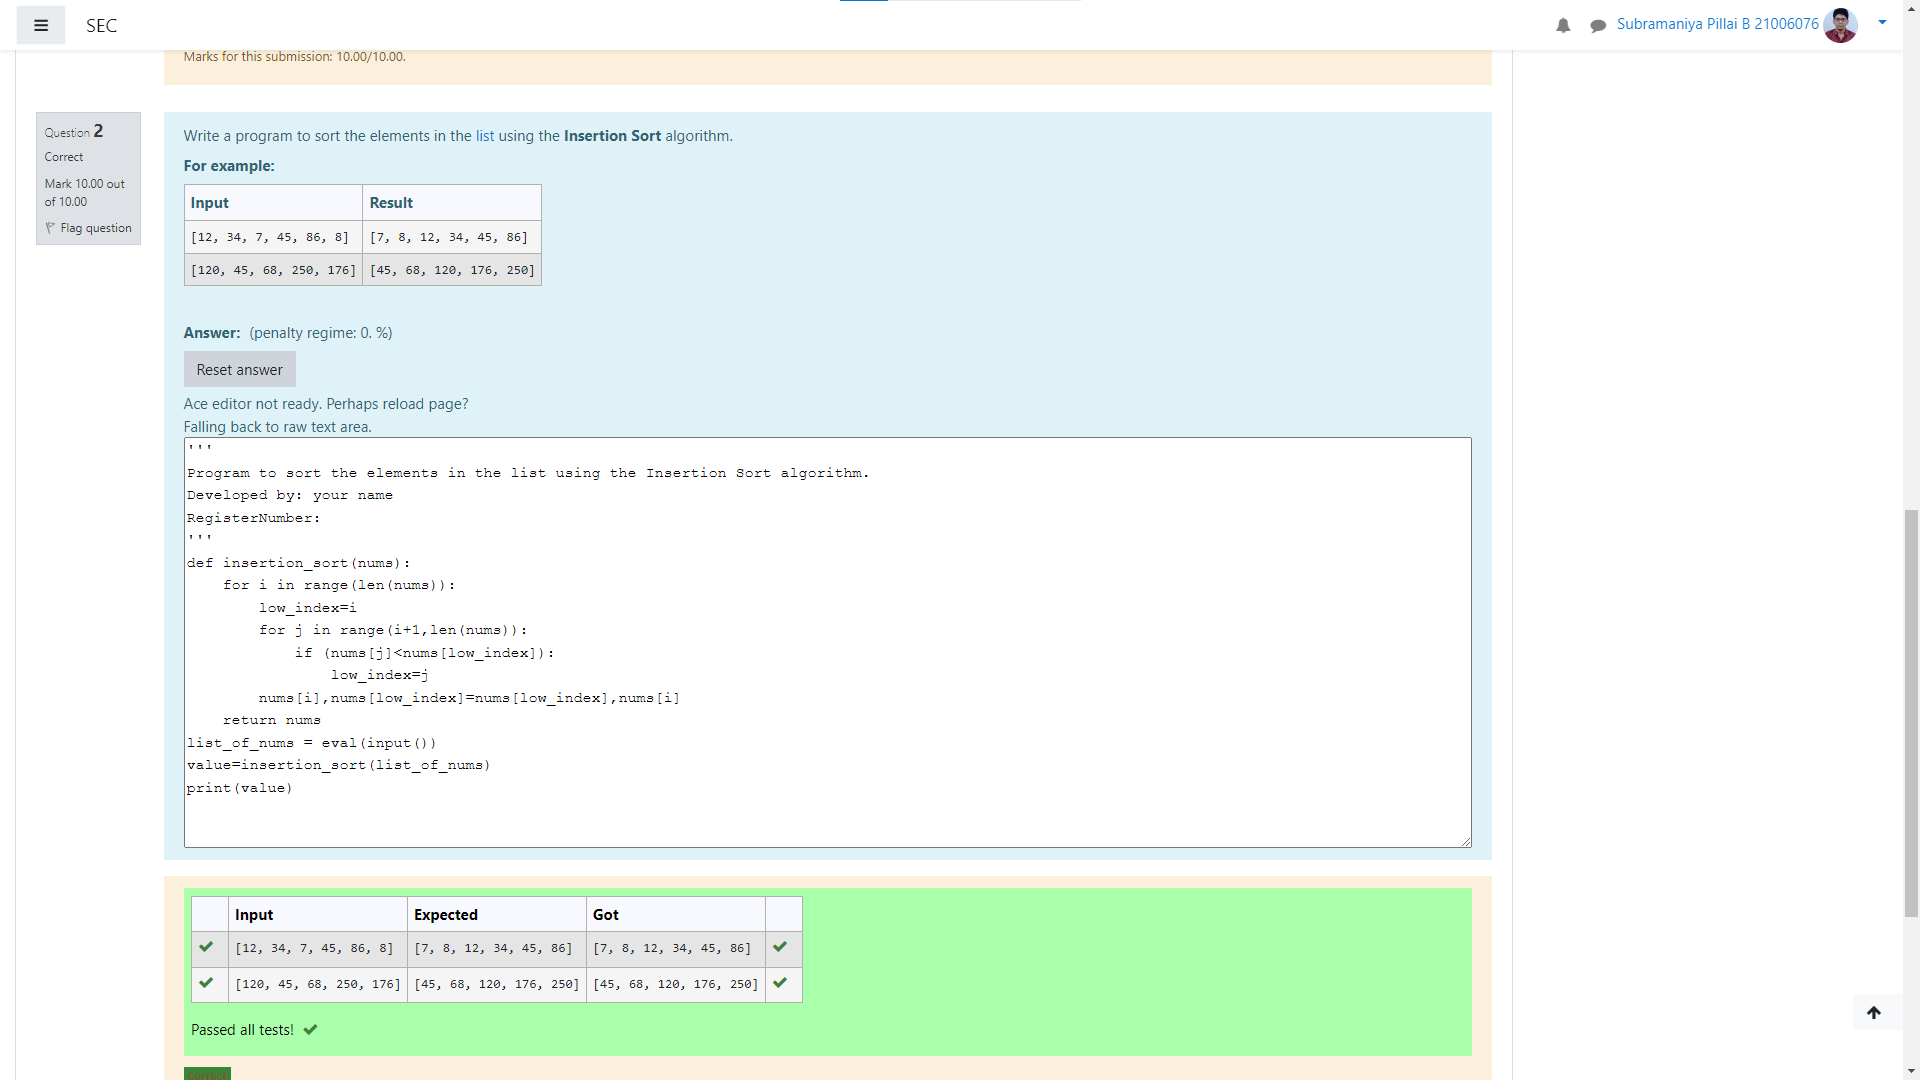 SEC
Subramaniya Pillai B 21006076
Marks for this submission: 10.00/10.00.
Question 2
Correct
Mark 10.00 out
of 10.00
Flag question
Write a program to sort the elements in the list using the Insertion Sort algorithm.
For example:
Input Result
[12, 34, 7, 45, 86, 8] [7, 8, 12, 34, 45, 86]
[120, 45, 68, 250, 176] [45, 68, 120, 176, 250]
Answer: (penalty regime: 0. %)
Reset answer
Ace editor not ready. Perhaps reload page?
Falling back to raw text area.
'''
Program to sort the elements in the list using the Insertion Sort algorithm.
Developed by: your name
RegisterNumber:
'''
def insertion_sort(nums):
    for i in range(len(nums)):
        low_index=i
        for j in range(i+1,len(nums)):
            if (nums[j]<nums[low_index]):
                low_index=j
        nums[i],nums[low_index]=nums[low_index],nums[i]
    return nums
list_of_nums = eval(input())
value=insertion_sort(list_of_nums)
print(value)
Input Expected Got
[12, 34, 7, 45, 86, 8] [7, 8, 12, 34, 45, 86] [7, 8, 12, 34, 45, 86]
[120, 45, 68, 250, 176] [45, 68, 120, 176, 250] [45, 68, 120, 176, 250]
Passed all tests!
Correct